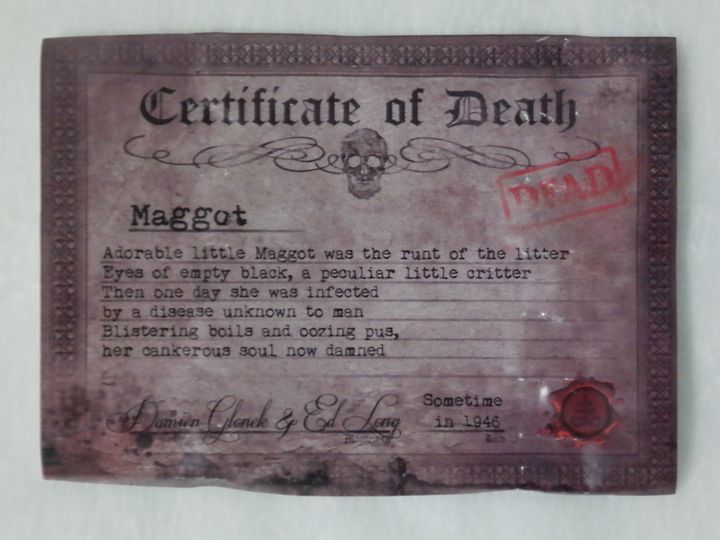 Certificate of Death
DEAD
Maggot
Adorable little Maggot was the runt of the litter
Eyes of empty black, a peculiar little critter
Then one day she was infected
by a disease unknown to man
Blistering boils and oozing pus,
her cankerous soul now damned
Damien Glonek & Ed Long
Sometime
in 1946
Date